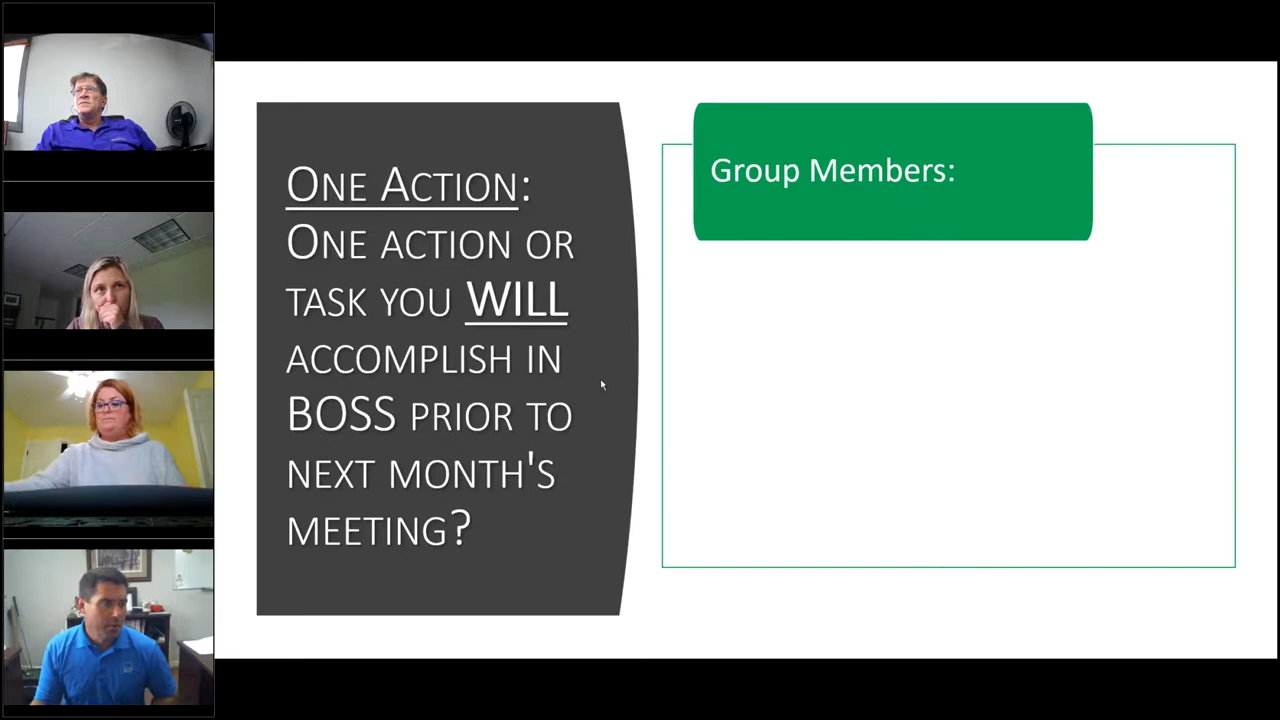 ONE ACTION:
ONE ACTION OR
TASK YOU WILL
ACCOMPLISH IN
BOSS PRIOR TO
NEXT MONTH'S
MEETING?
Group Members: